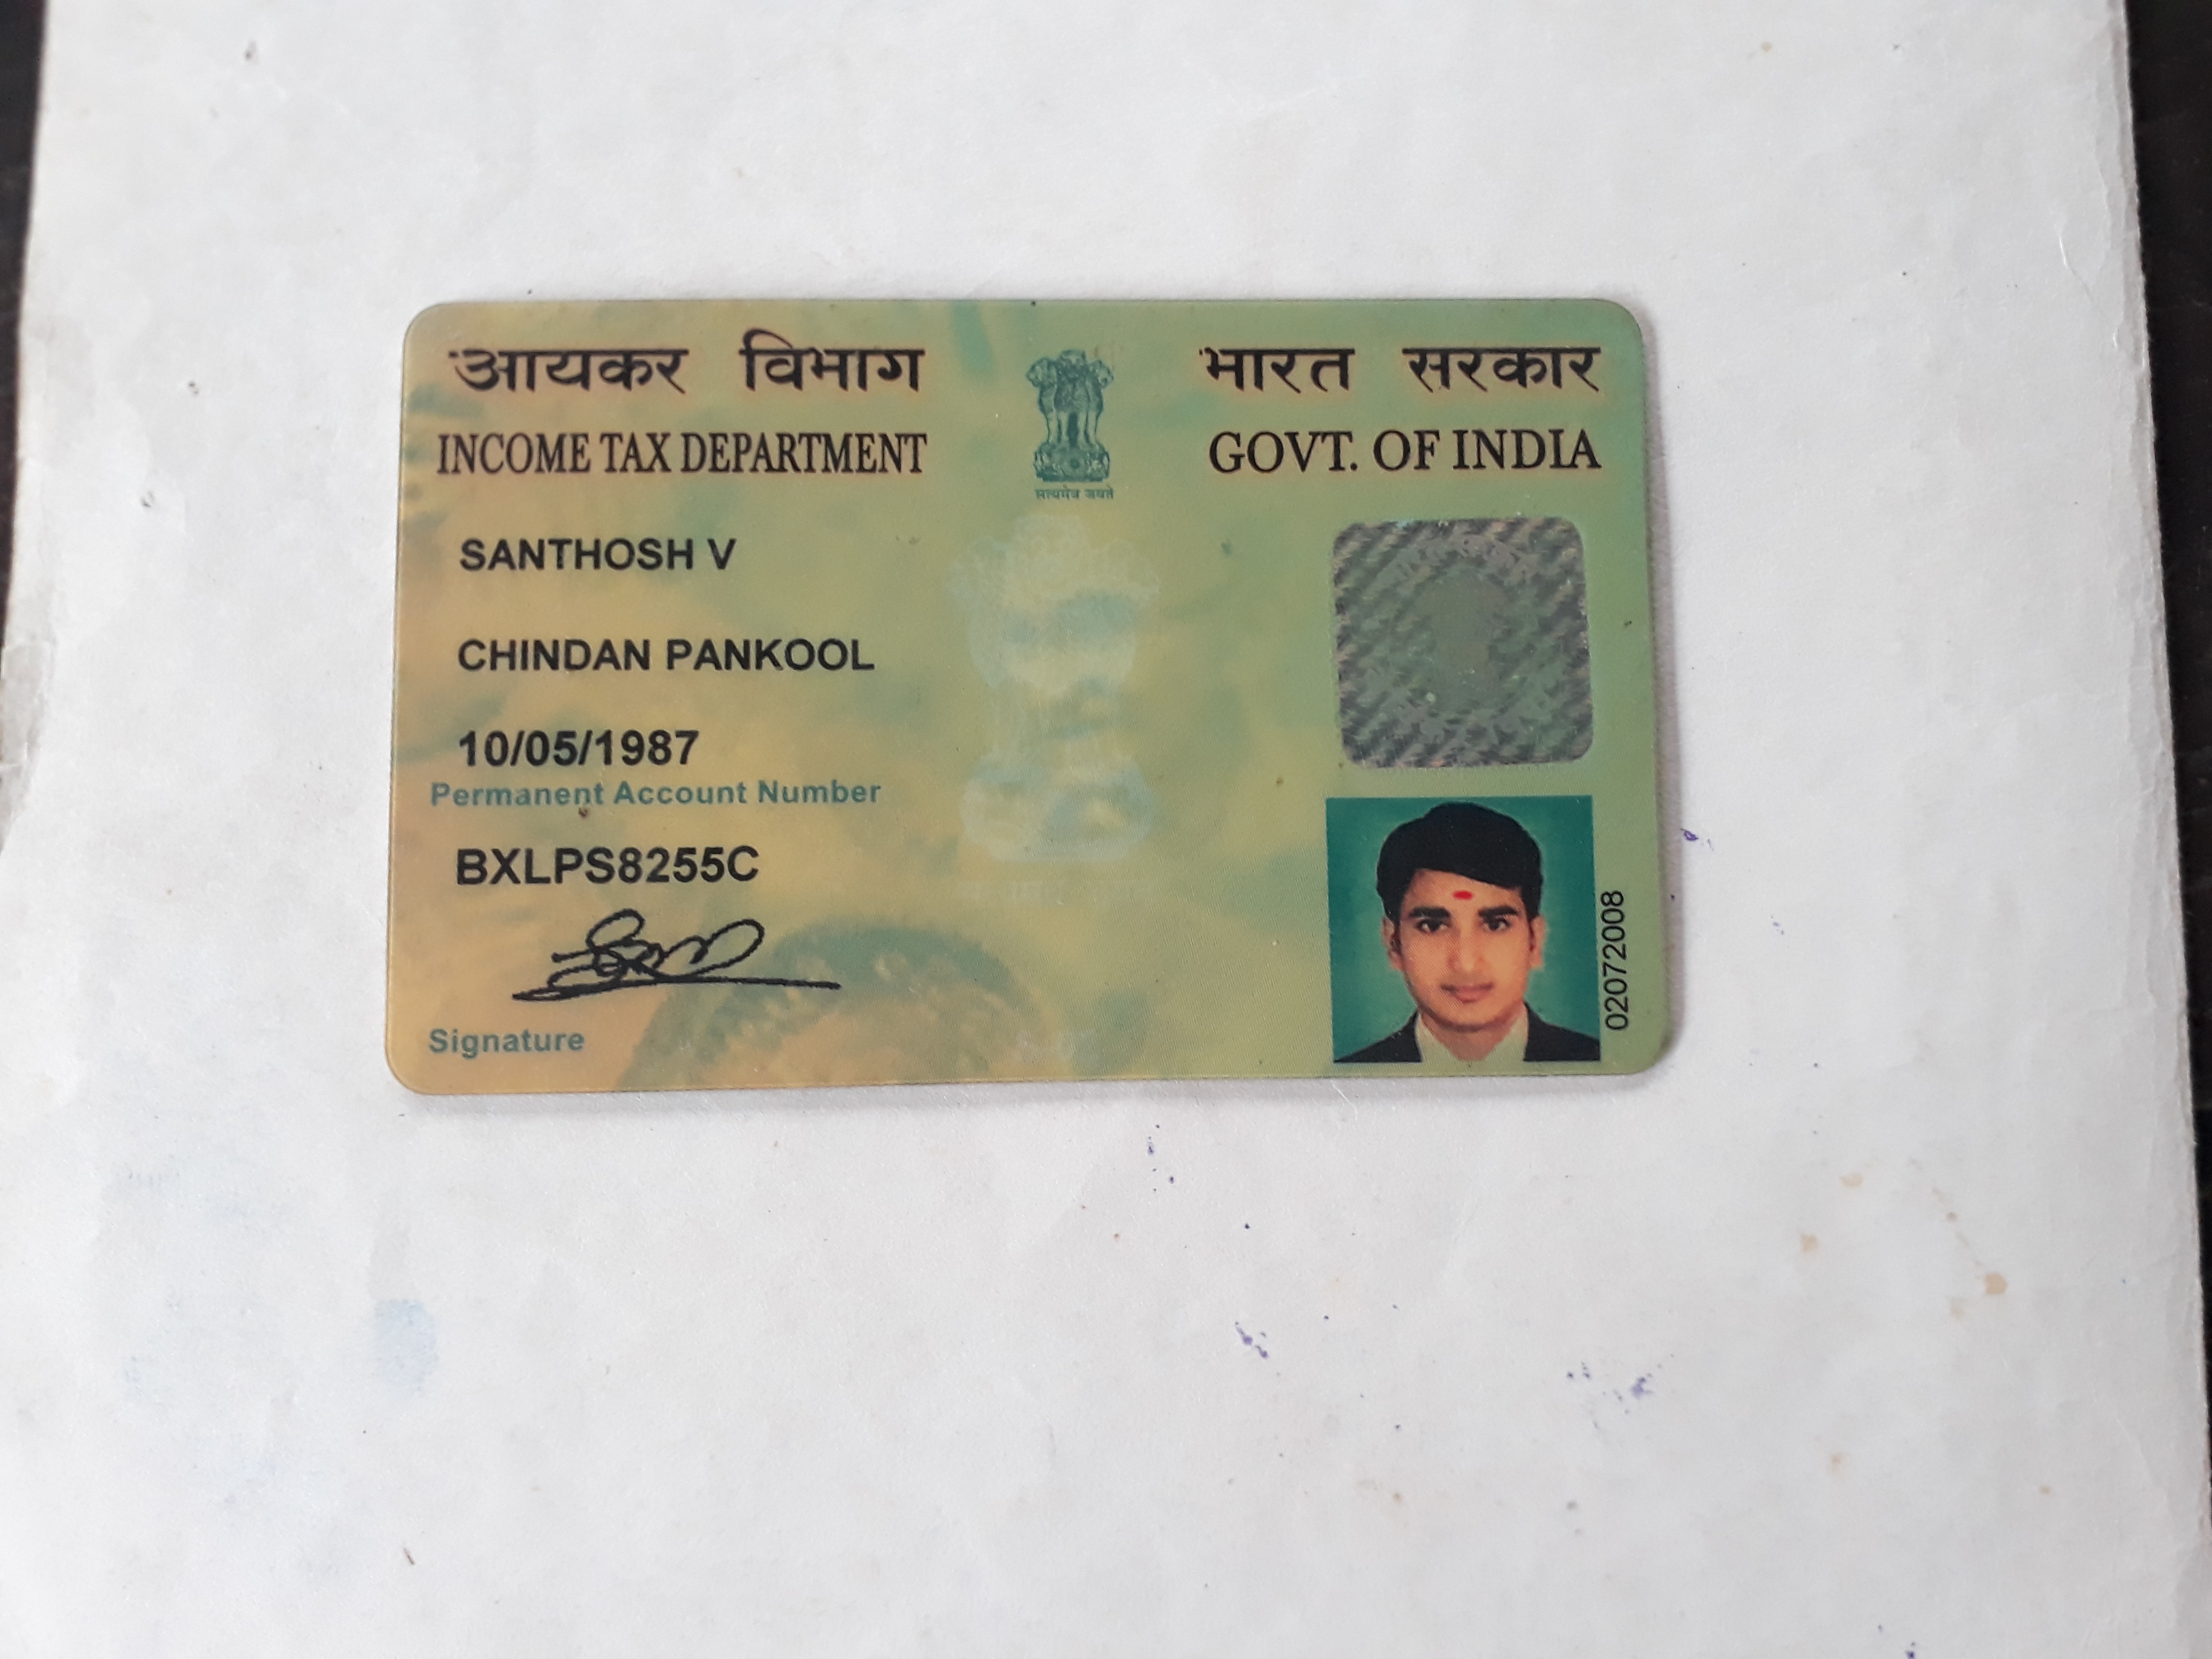 आयकर विभाग
INCOME TAX DEPARTMENT
सत्यमेव जयते
भारत सरकार
GOVT. OF INDIA
SANTHOSH V
CHINDAN PANKOOL
10/05/1987
Permanent Account Number
BXLPS8255C
Signature
02072008